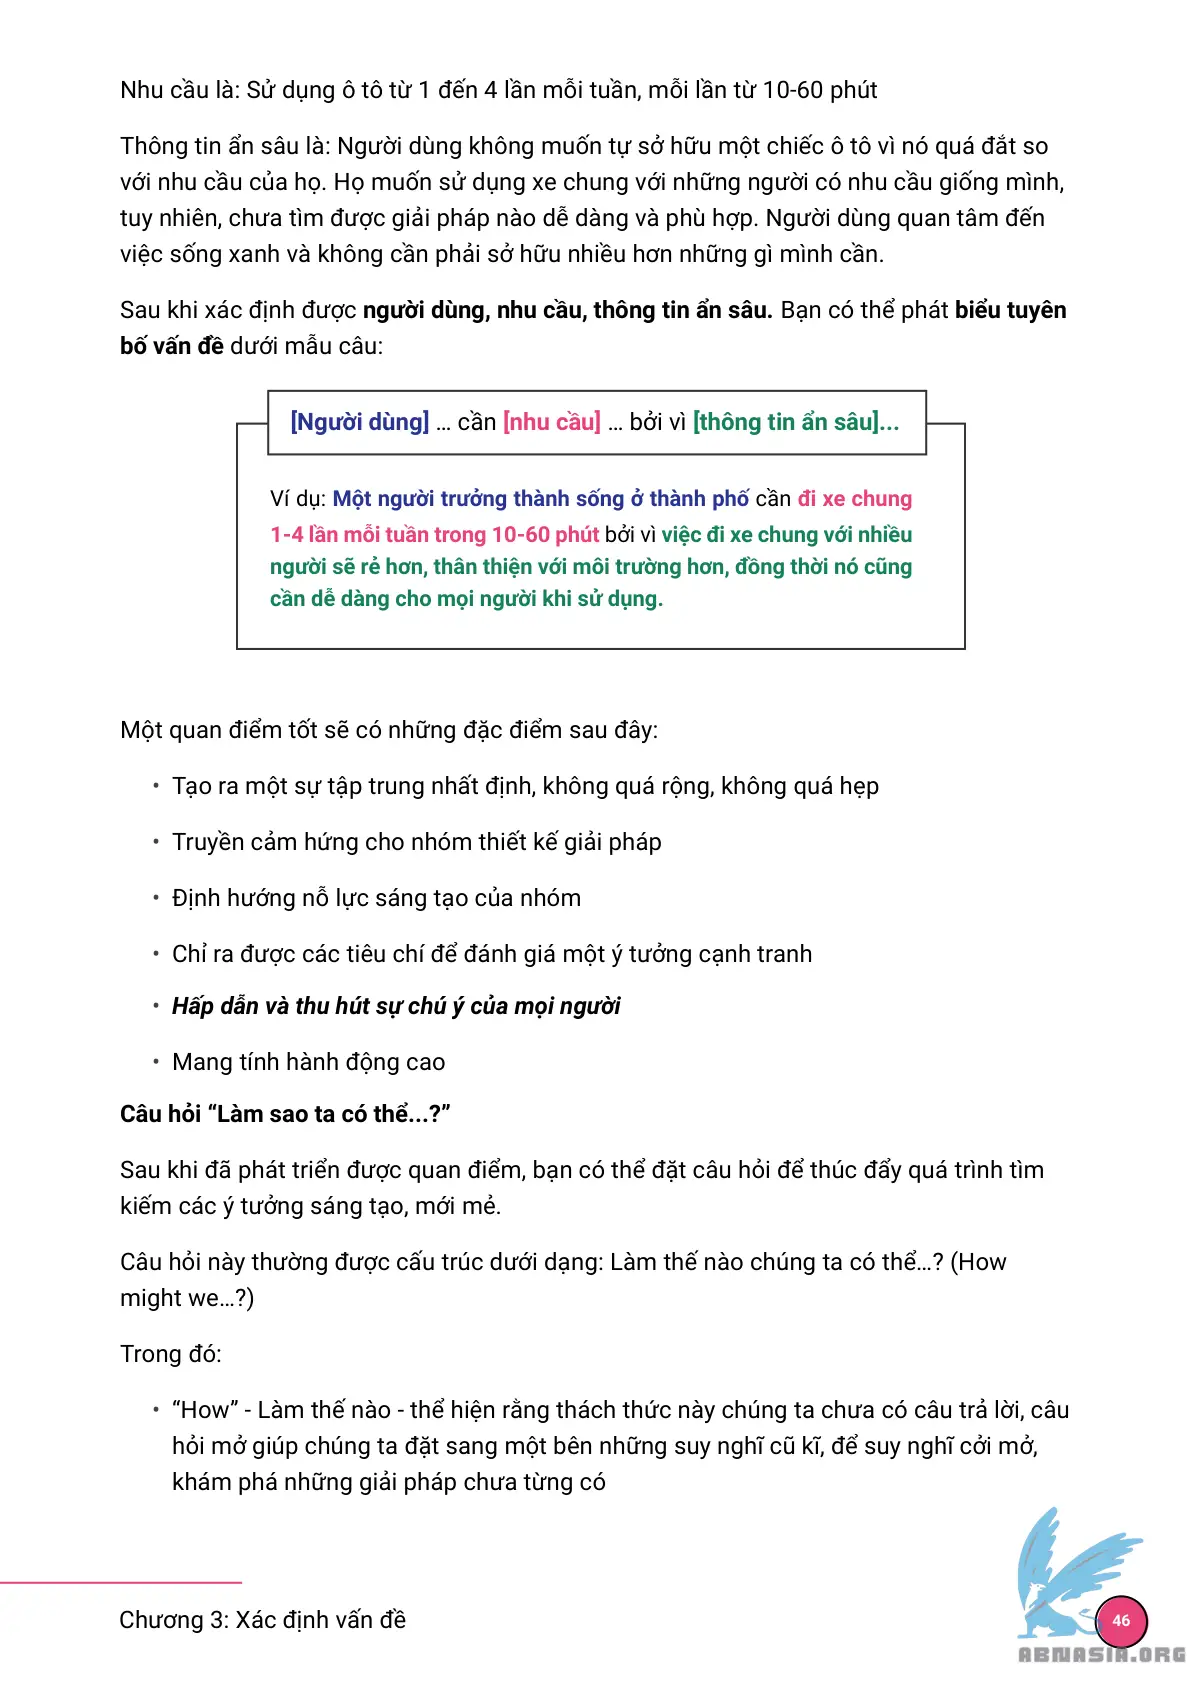 Nhu cầu là: Sử dụng ô tô từ 1 đến 4 lần mỗi tuần, mỗi lần từ 10-60 phút
Thông tin ẩn sâu là: Người dùng không muốn tự sở hữu một chiếc ô tô vì nó quá đắt so
với nhu cầu của họ. Họ muốn sử dụng xe chung với những người có nhu cầu giống mình,
tuy nhiên, chưa tìm được giải pháp nào dễ dàng và phù hợp. Người dùng quan tâm đến
việc sống xanh và không cần phải sở hữu nhiều hơn những gì mình cần.
Sau khi xác định được người dùng, nhu cầu, thông tin ẩn sâu. Bạn có thể phát biểu tuyên
bố vấn đề dưới mẫu câu:
[Người dùng] ... cần [nhu cầu] ... bởi vì [thông tin ẩn sâu]...
Ví dụ: Một người trưởng thành sống ở thành phố cần đi xe chung
1-4 lần mỗi tuần trong 10-60 phút bởi vì việc đi xe chung với nhiều
người sẽ rẻ hơn, thân thiện với môi trường hơn, đồng thời nó cũng
cần dễ dàng cho mọi người khi sử dụng.
Một quan điểm tốt sẽ có những đặc điểm sau đây:
• Tạo ra một sự tập trung nhất định, không quá rộng, không quá hẹp
• Truyền cảm hứng cho nhóm thiết kế giải pháp
• Định hướng nỗ lực sáng tạo của nhóm
• Chỉ ra được các tiêu chí để đánh giá một ý tưởng cạnh tranh
• Hấp dẫn và thu hút sự chú ý của mọi người
• Mang tính hành động cao
Câu hỏi “Làm sao ta có thể...?”
Sau khi đã phát triển được quan điểm, bạn có thể đặt câu hỏi để thúc đẩy quá trình tìm
kiếm các ý tưởng sáng tạo, mới mẻ.
Câu hỏi này thường được cấu trúc dưới dạng: Làm thế nào chúng ta có thể...? (How
might we...?)
Trong đó:
• “How” - Làm thế nào - thể hiện rằng thách thức này chúng ta chưa có câu trả lời, câu
hỏi mở giúp chúng ta đặt sang một bên những suy nghĩ cũ kĩ, để suy nghĩ cởi mở,
khám phá những giải pháp chưa từng có
Chương 3: Xác định vấn đề
46
ABNASIA.ORG